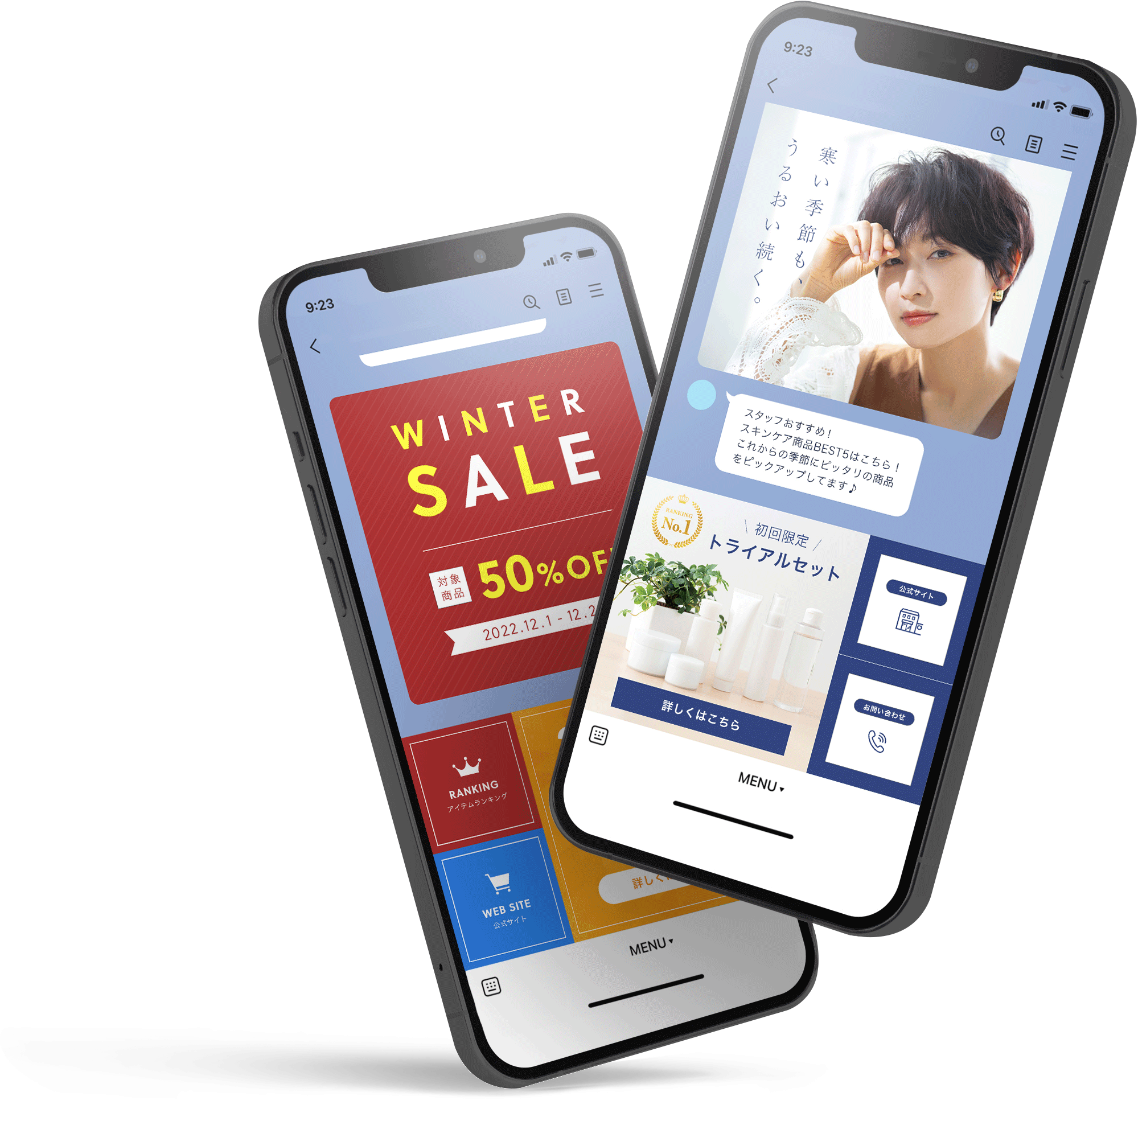 9:23
WINTER
SALE
対象
商品
50%OF
2022.12.1 - 12.2
RANKING
アイテムランキング
WEB SITE
公式サイト
詳しく
MENU▾
9:23
寒い季節も、
うるおい続く。
スタッフおすすめ！
スキンケア商品BEST5はこちら！
これからの季節にピッタリの商品
をピックアップしてます♪
RANKING
No.1
\ 初回限定 /
トライアルセット
詳しくはこちら
公式サイト
お問い合わせ
MENU▾